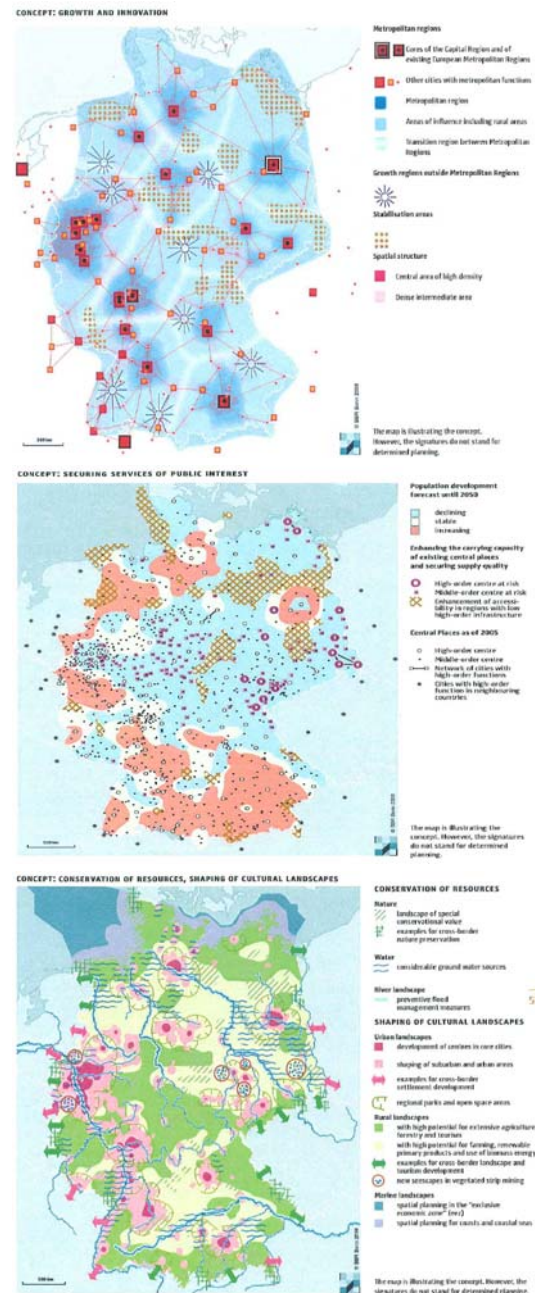 CONCEPT: GROWTH AND INNOVATION
Metropolitan regions
Cores of the Capital Region and of
existing European Metropolitan Regions
Other cities with metropolitan functions
Metropolitan region
Areas of influence including rural areas
Transition region between Metropolitan
Regions
Growth regions outside Metropolitan Regions
Stabilisation areas
Spatial structure
Central area of high density
Dense intermediate area
The map is illustrating the concept.
However, the signatures do not stand for
determined planning.
CONCEPT: SECURING SERVICES OF PUBLIC INTEREST
Population development
forecast until 2050
declining
stable
increasing
Enhancing the carrying capacity
of existing central places
and securing supply quality
High-order centre at risk
Middle-order centre at risk
Enhancement of accessi-
bility in regions with low
high-order infrastructure
Central Places as of 2005
High-order centre
Middle-order centre
Network of cities with
high-order functions
Cities with high-order
function in neighbouring
countries
The map is illustrating the
concept. However, the signatures
do not stand for determined
planning.
CONCEPT: CONSERVATION OF RESOURCES, SHAPING OF CULTURAL LANDSCAPES
CONSERVATION OF RESOURCES
Nature
landscape of special
conservational value
examples for cross-border
nature preservation
Water
considerable ground water sources
River landscape
preventive flood
management measures
SHAPING OF CULTURAL LANDSCAPES
Urban landscapes
development of centres in core cities
shaping of suburban and urban areas
examples for cross-border
settlement development
regional parks and open space areas
Rural landscapes
with high potential for extensive agriculture
forestry and tourism
with high potential for farming, renewable
primary products and use of biomass energy
examples for cross-border landscape and
tourism development
new seescapes in vegetated strip mining
Marine landscapes
spatial planning in the "exclusive
economic zone" (eez)
spatial planning for coasts and coastal seas
The map is illustrating the concept. However, the
signatures do not stand for determined planning.